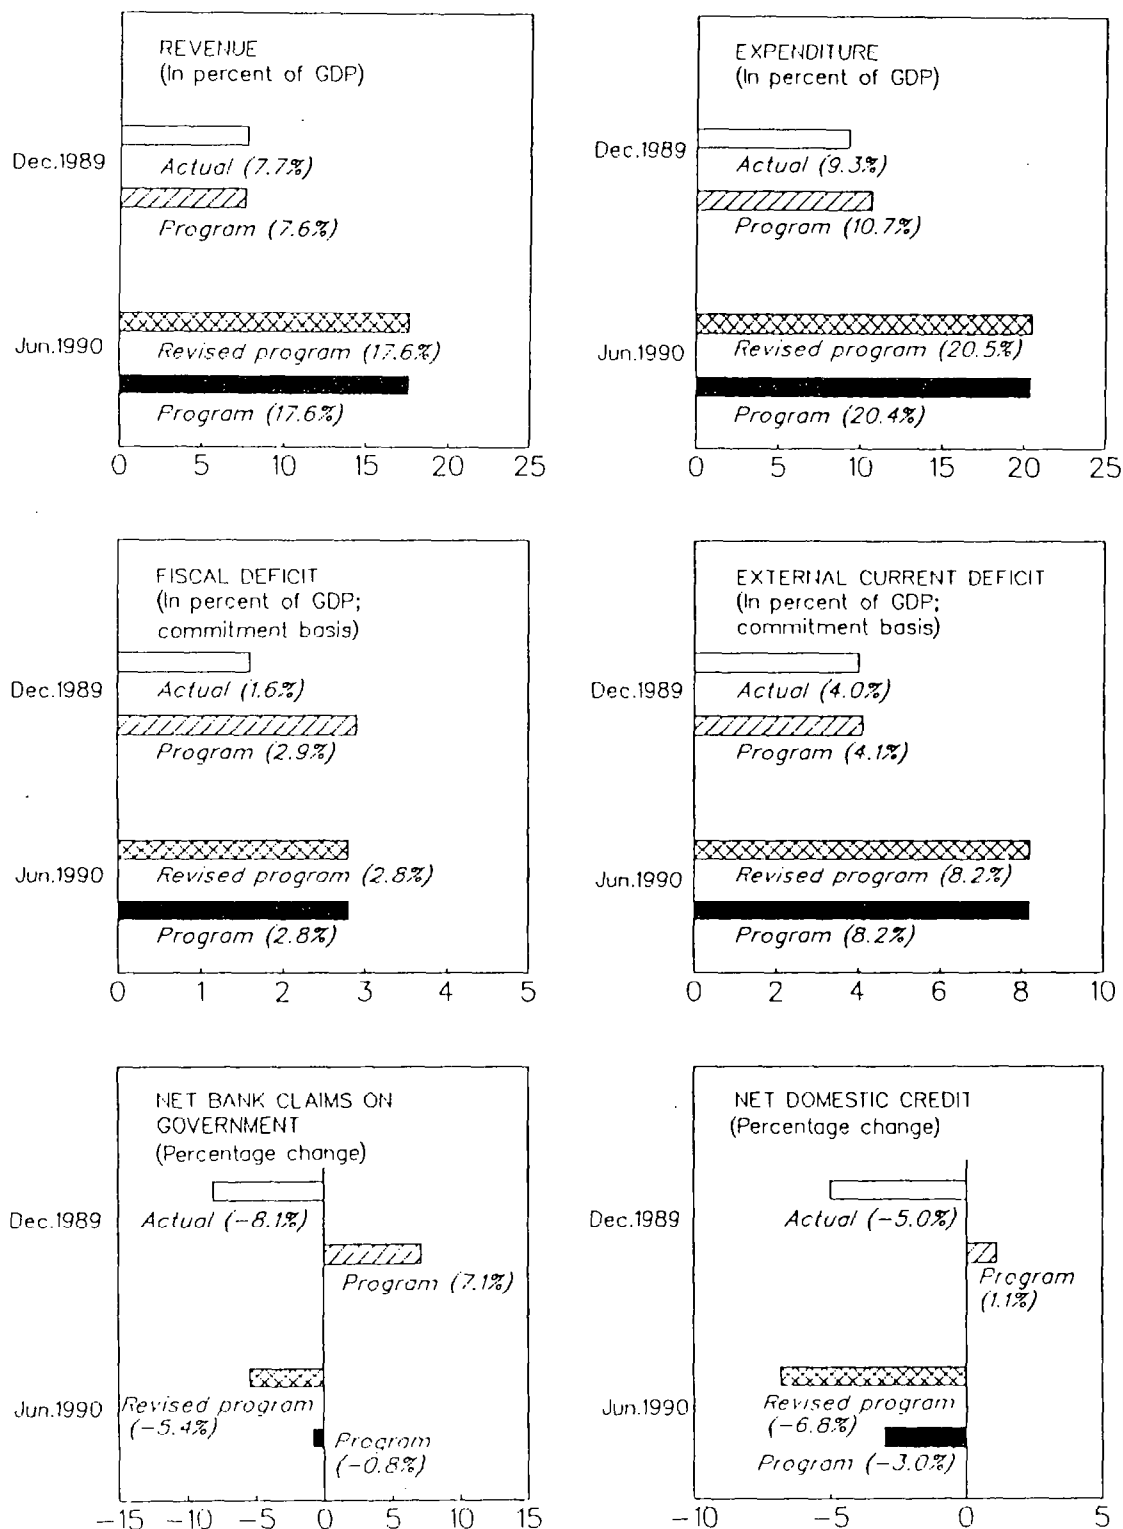 REVENUE
(In percent of GDP)
Dec.1989
Actual (7.7%)
Program (7.6%)
Jun.1990
Revised program (17.6%)
Program (17.6%)
0 5 10 15 20 25
EXPENDITURE
(In percent of GDP)
Dec.1989
Actual (9.3%)
Program (10.7%)
Jun.1990
Revised program (20.5%)
Program (20.4%)
0 5 10 15 20 25
FISCAL DEFICIT
(In percent of GDP;
commitment basis)
Dec.1989
Actual (1.6%)
Program (2.9%)
Jun.1990
Revised program (2.8%)
Program (2.8%)
0 1 2 3 4 5
EXTERNAL CURRENT DEFICIT
(In percent of GDP;
commitment basis)
Dec.1989
Actual (4.0%)
Program (4.1%)
Jun.1990
Revised program (8.2%)
Program (8.2%)
0 2 4 6 8 10
NET BANK CLAIMS ON
GOVERNMENT
(Percentage change)
Dec.1989
Actual (-8.1%)
Program (7.1%)
Jun.1990
Revised program
(-5.4%)
Program
(-0.8%)
-15 -10 -5 0 5 10 15
NET DOMESTIC CREDIT
(Percentage change)
Dec.1989
Actual (-5.0%)
Program
(1.1%)
Jun.1990
Revised program
(-6.8%)
Program (-3.0%)
-10 -5 0 5